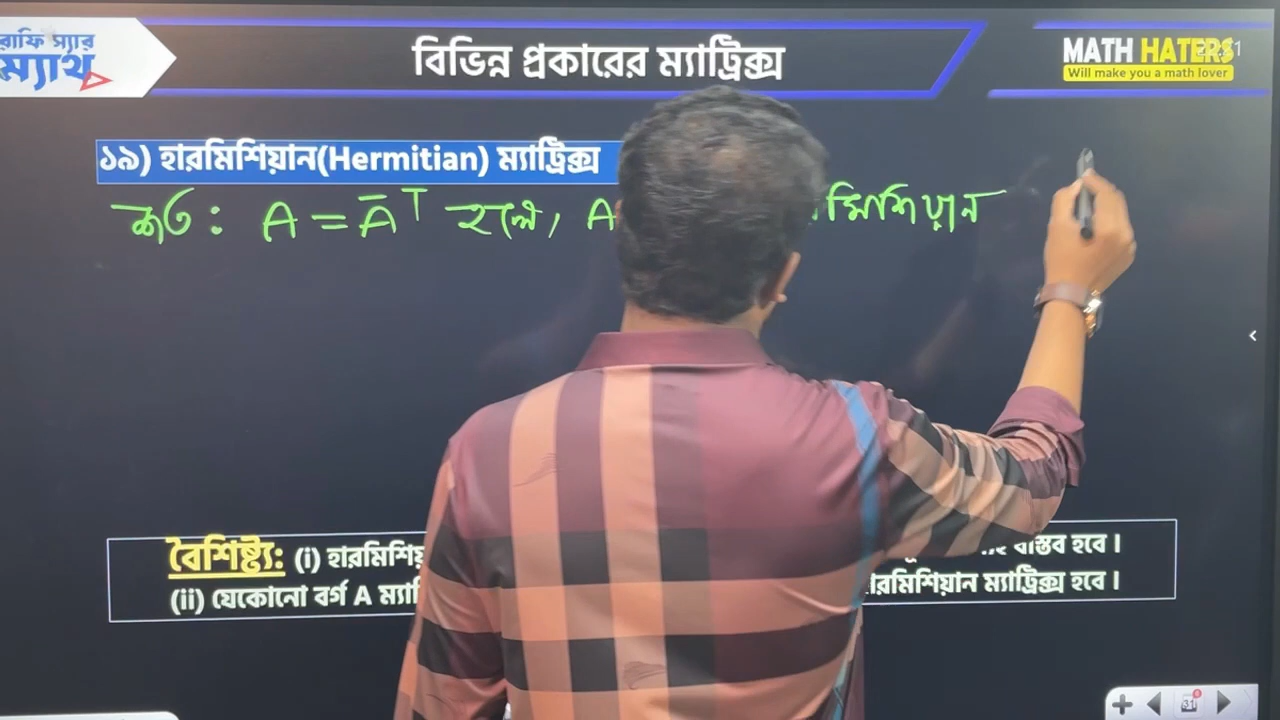 রাফি স্যার
ম্যাথ
বিভিন্ন প্রকারের ম্যাট্রিক্স
MATH HATERS
Will make you a math lover
১৯) হারমিশিয়ান(Hermitian) ম্যাট্রিক্স
শর্ত : A = Ā^T হলে, A মিশিয়ান
বৈশিষ্ট্য: (i) বাস্তব হবে।
(ii) যেকোনো বর্গ A হারমিশিয়ান ম্যাট্রিক্স হবে।
31